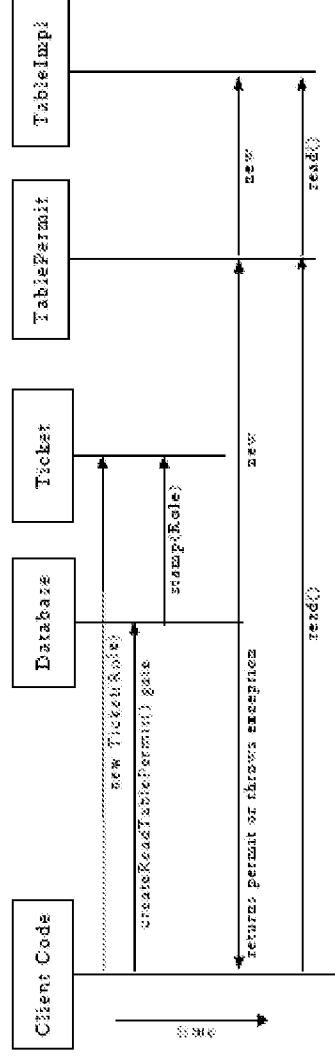 Client Code
Database
Ticket
TablePermit
TableImpl
new Ticket(Role)
createReadTablePermit() gate
stamp(Role)
returns permit or throws exception
new
new
read()
read()